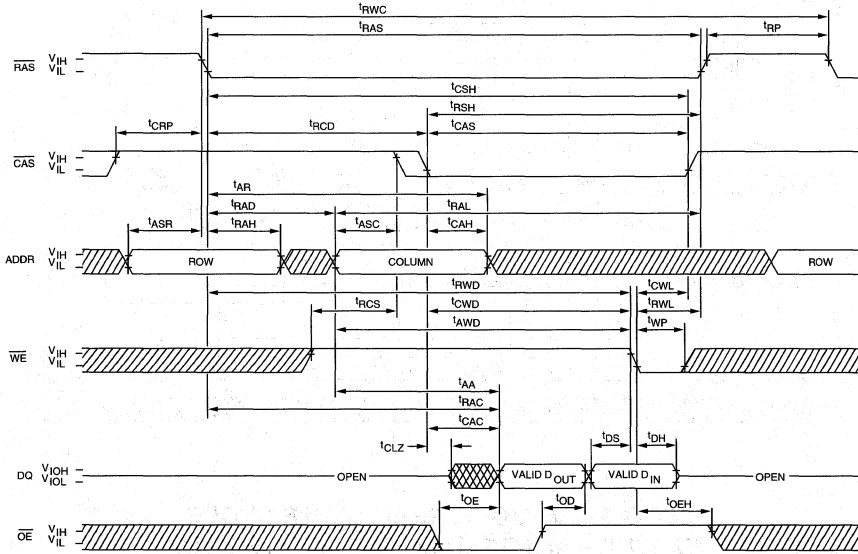 tRWC
tRAS
tRP
RAS VIH
VIL
tCSH
tRSH
tCRP
tRCD
tCAS
CAS VIH
VIL
tAR
tRAD
tRAL
tASR
tRAH
tASC
tCAH
ADDR VIH
VIL
ROW
COLUMN
ROW
tRWD
tCWL
tRCS
tCWD
tRWL
tAWD
tWP
WE VIH
VIL
tAA
tRAC
tCAC
tCLZ
tDS
tDH
DQ VIOH
VIOL
OPEN
VALID DOUT
VALID DIN
OPEN
tOE
tOD
tOEH
OE VIH
VIL